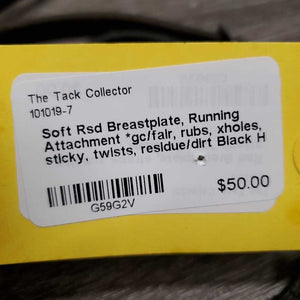 The Tack Collector
101019-7
Soft Rsd Breastplate, Running
Attachment *gc/fair, rubs, xholes,
sticky, twists, residue/dirt Black H
$50.00
G59G2V